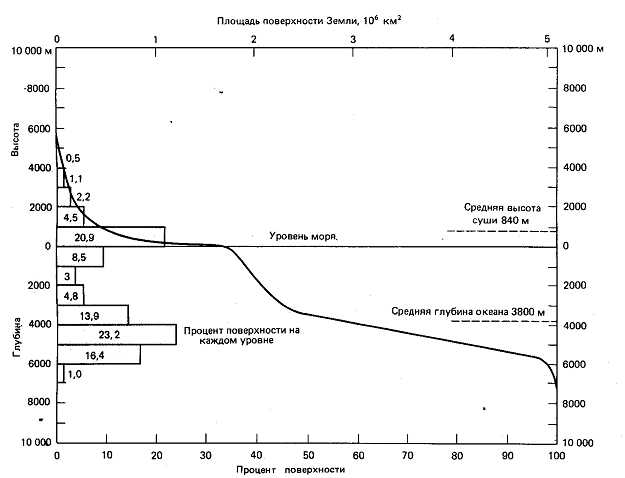 Площадь поверхности Земли, 10⁶ км²
0 1 2 3 4 5
10 000 м 10 000 м
8000 8000
6000 6000
4000 4000
2000 2000
0 0
2000 2000
4000 4000
6000 6000
8000 8000
10 000 10 000
Высота
Глубина
0,5
1,1
2,2
4,5
20,9
8,5
3
4,8
13,9
23,2
16,4
1,0
Средняя высота
суши 840 м
Уровень моря
Средняя глубина океана 3800 м
Процент поверхности на
каждом уровне
0 10 20 30 40 50 60 70 80 90 100
Процент поверхности